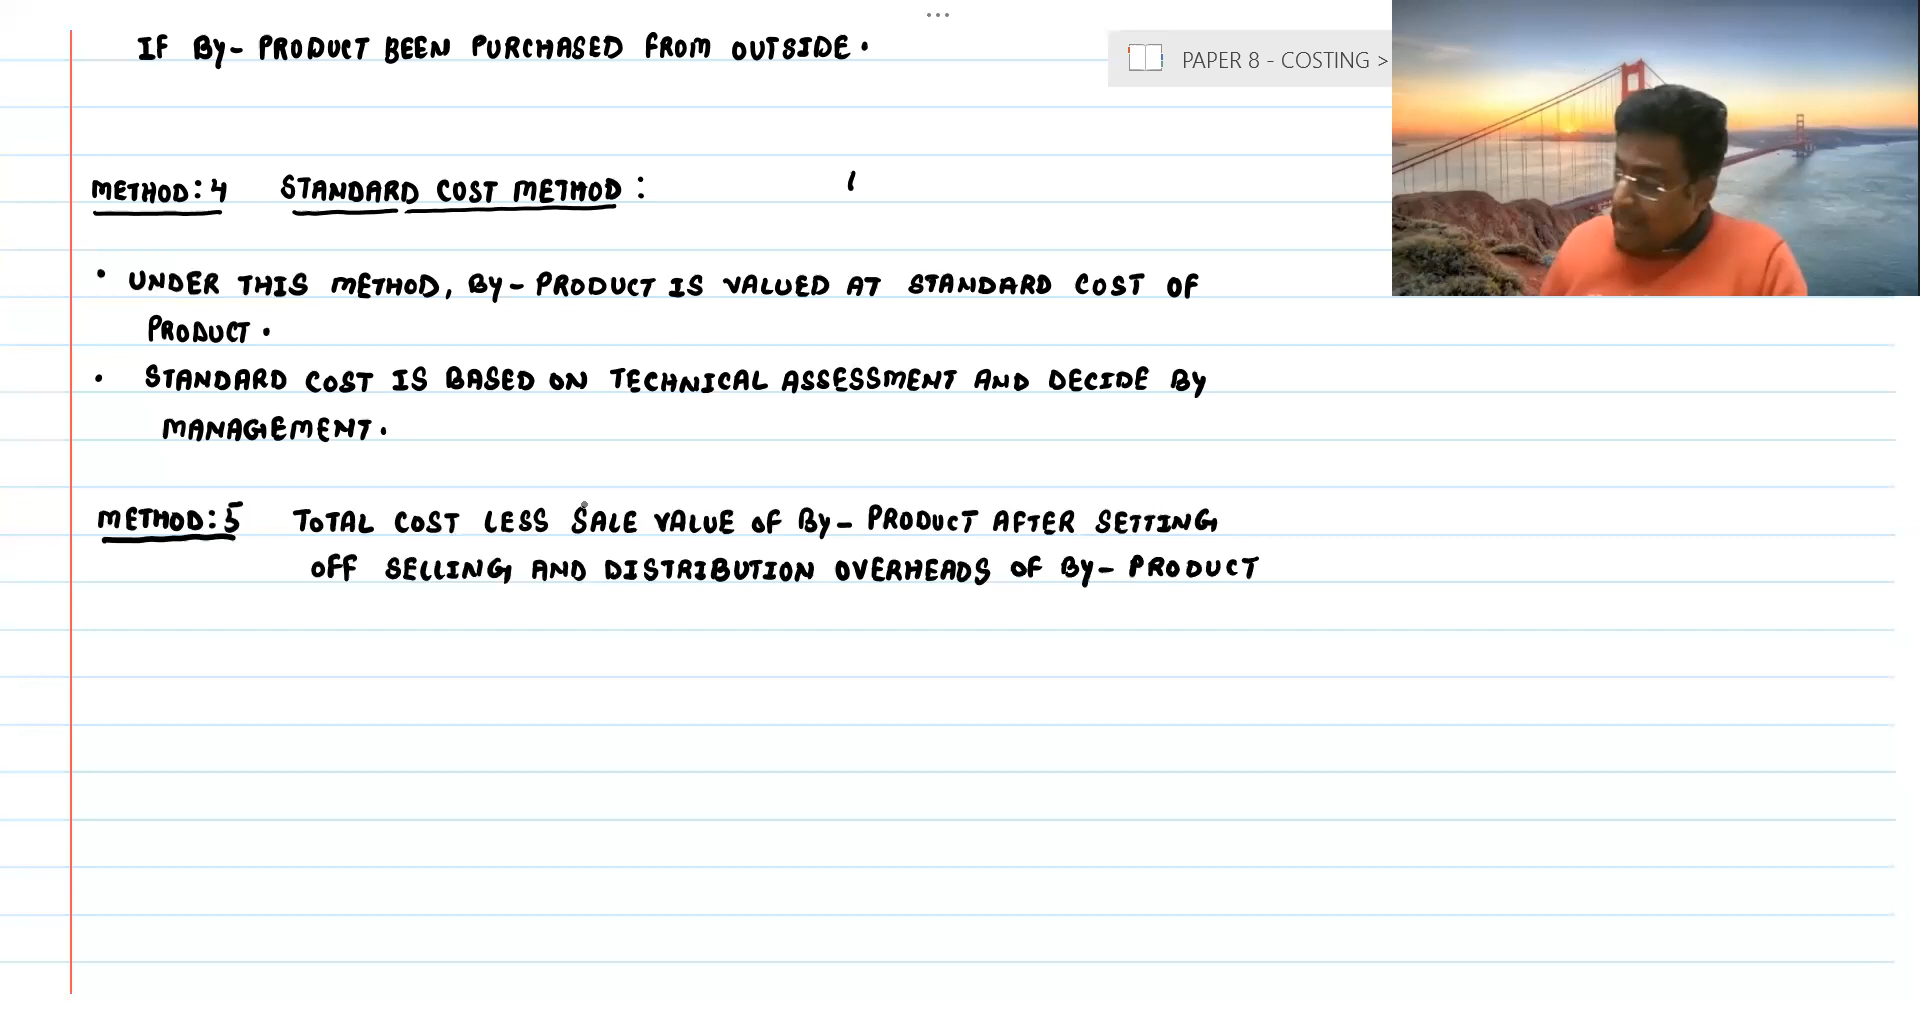 IF BY- PRODUCT BEEN PURCHASED FROM OUTSIDE.
PAPER 8 - COSTING >
METHOD: 4 STANDARD COST METHOD :
• UNDER THIS METHOD, BY- PRODUCT IS VALUED AT STANDARD COST OF
PRODUCT.
• STANDARD COST IS BASED ON TECHNICAL ASSESSMENT AND DECIDE BY
MANAGEMENT.
METHOD: 5 TOTAL COST LESS SALE VALUE OF BY- PRODUCT AFTER SETTING
OFF SELLING AND DISTRIBUTION OVERHEADS OF BY- PRODUCT